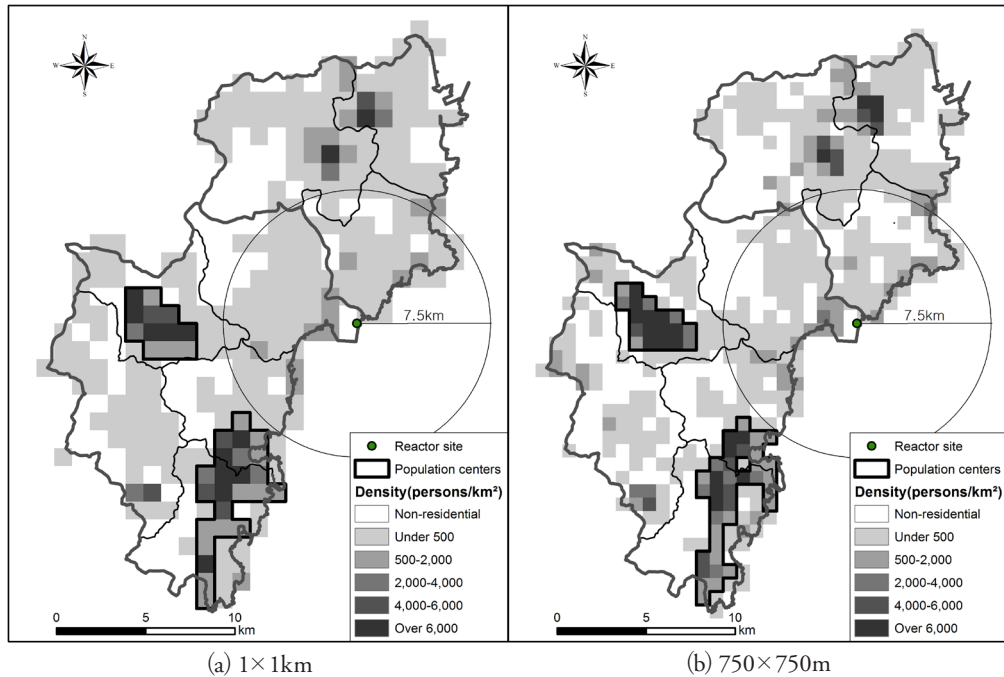 N
W
E
S
7.5km
Reactor site
Population centers
Density(persons/km²)
Non-residential
Under 500
500-2,000
2,000-4,000
4,000-6,000
Over 6,000
0 5 10
km
(a) 1×1km
N
W
E
S
7.5km
Reactor site
Population centers
Density(persons/km²)
Non-residential
Under 500
500-2,000
2,000-4,000
4,000-6,000
Over 6,000
0 5 10
km
(b) 750×750m